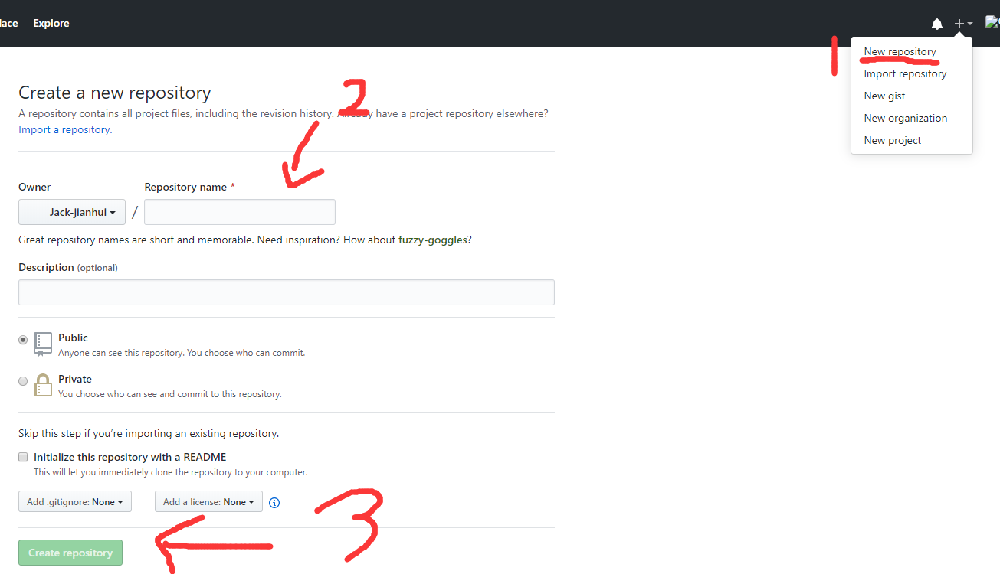 lace Explore
1
New repository
Import repository
New gist
New organization
New project
Create a new repository
2
A repository contains all project files, including the revision history. Already have a project repository elsewhere?
Import a repository.
Owner Repository name *
Jack-jianhui / 
Great repository names are short and memorable. Need inspiration? How about fuzzy-goggles?
Description (optional)
Public
Anyone can see this repository. You choose who can commit.
Private
You choose who can see and commit to this repository.
Skip this step if you’re importing an existing repository.
Initialize this repository with a README
This will let you immediately clone the repository to your computer.
Add .gitignore: None Add a license: None
3
Create repository